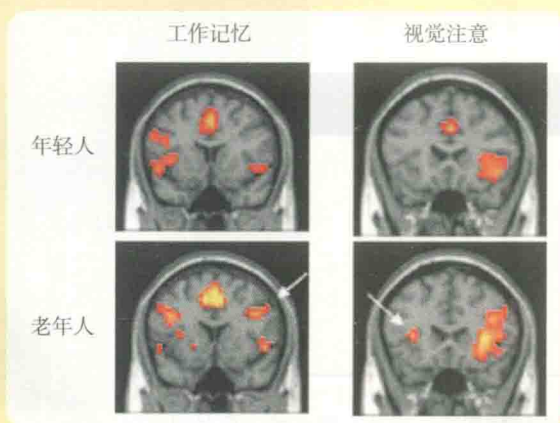 工作记忆
视觉注意
年轻人
老年人